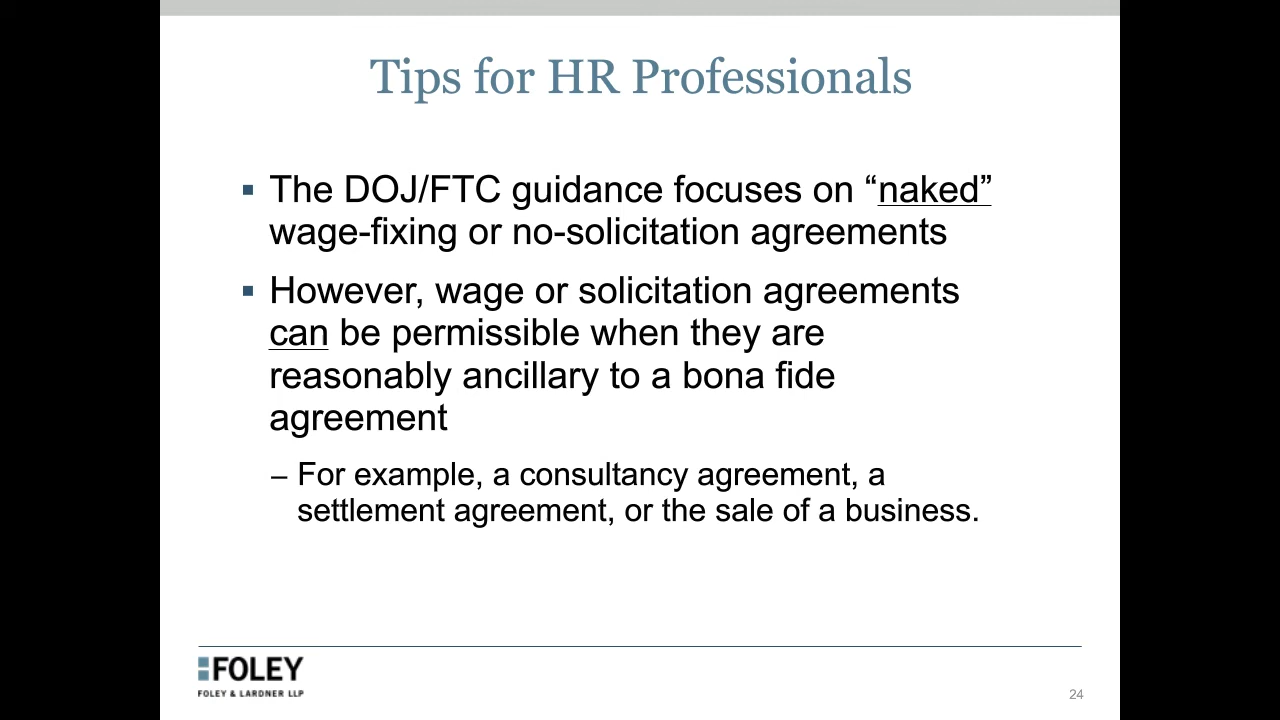 Tips for HR Professionals
▪ The DOJ/FTC guidance focuses on “naked”
wage-fixing or no-solicitation agreements
▪ However, wage or solicitation agreements
can be permissible when they are
reasonably ancillary to a bona fide
agreement
– For example, a consultancy agreement, a
settlement agreement, or the sale of a business.
FOLEY
FOLEY & LARDNER LLP
24